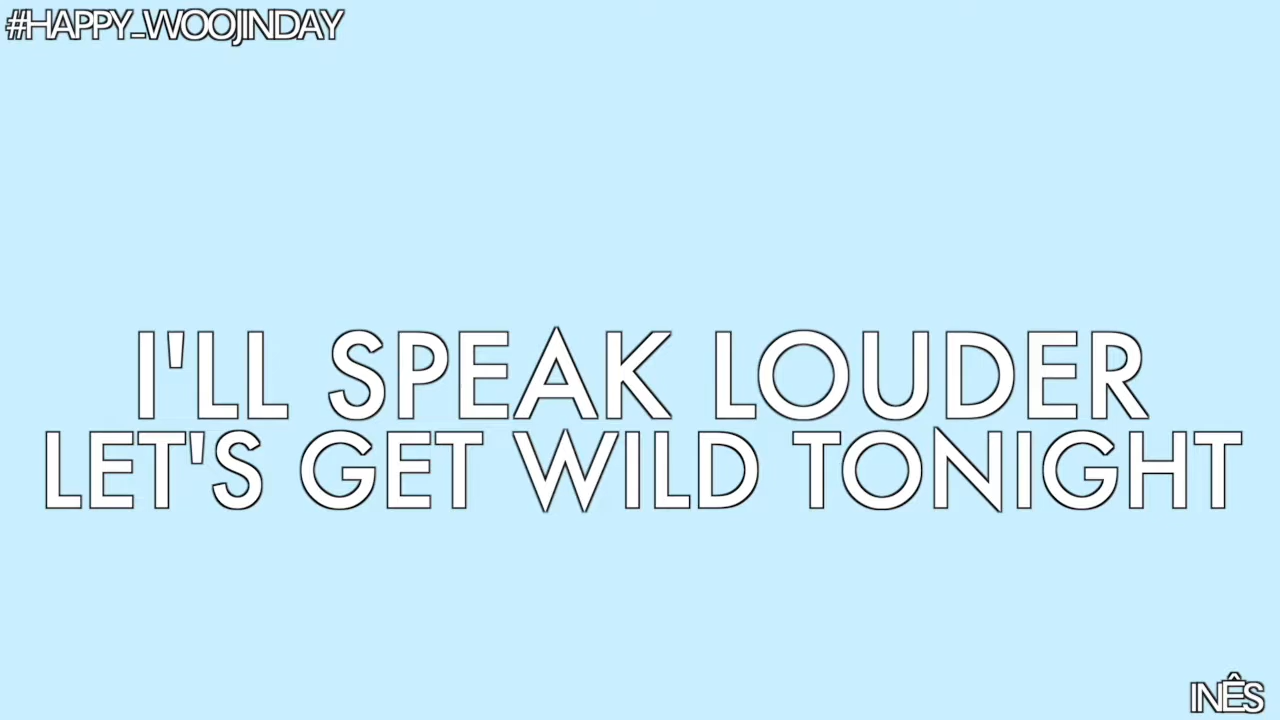 #HAPPY_WOOJINDAY
I'LL SPEAK LOUDER
LET'S GET WILD TONIGHT
INÊS